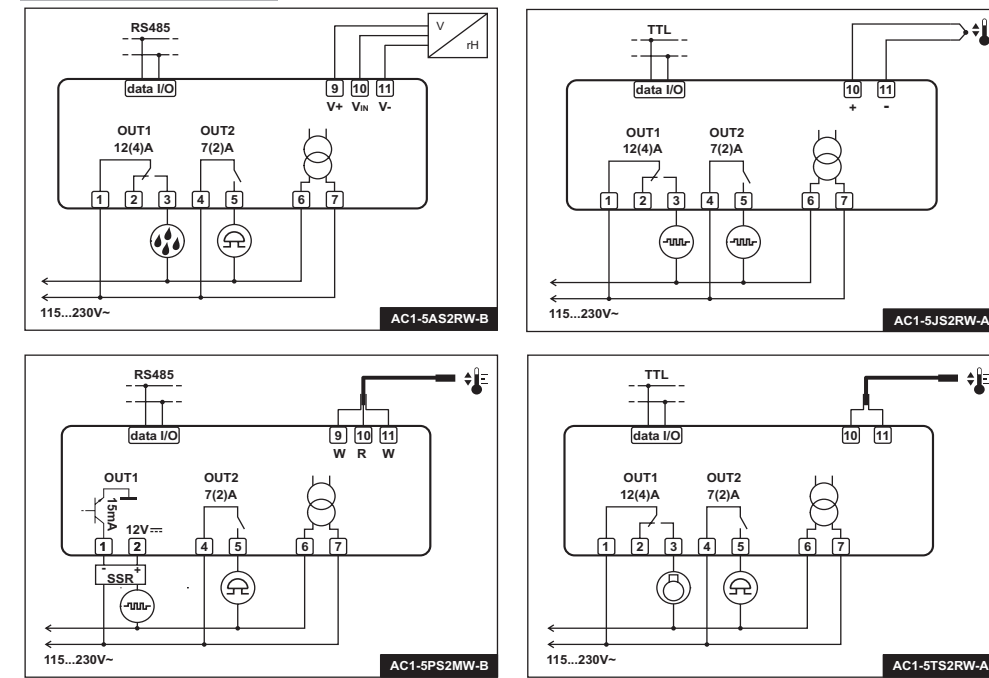 RS485
V
rH
data I/O
9 10 11
V+ VIN V-
OUT1 OUT2
12(4)A 7(2)A
1 2 3 4 5 6 7
115...230V~
AC1-5AS2RW-B
TTL
data I/O
10 11
+ -
OUT1 OUT2
12(4)A 7(2)A
1 2 3 4 5 6 7
115...230V~
AC1-5JS2RW-A
RS485
data I/O
9 10 11
W R W
OUT1 OUT2
7(2)A
15mA
12V
1 2 4 5 6 7
- +
SSR
115...230V~
AC1-5PS2MW-B
TTL
data I/O
10 11
OUT1 OUT2
12(4)A 7(2)A
1 2 3 4 5 6 7
115...230V~
AC1-5TS2RW-A